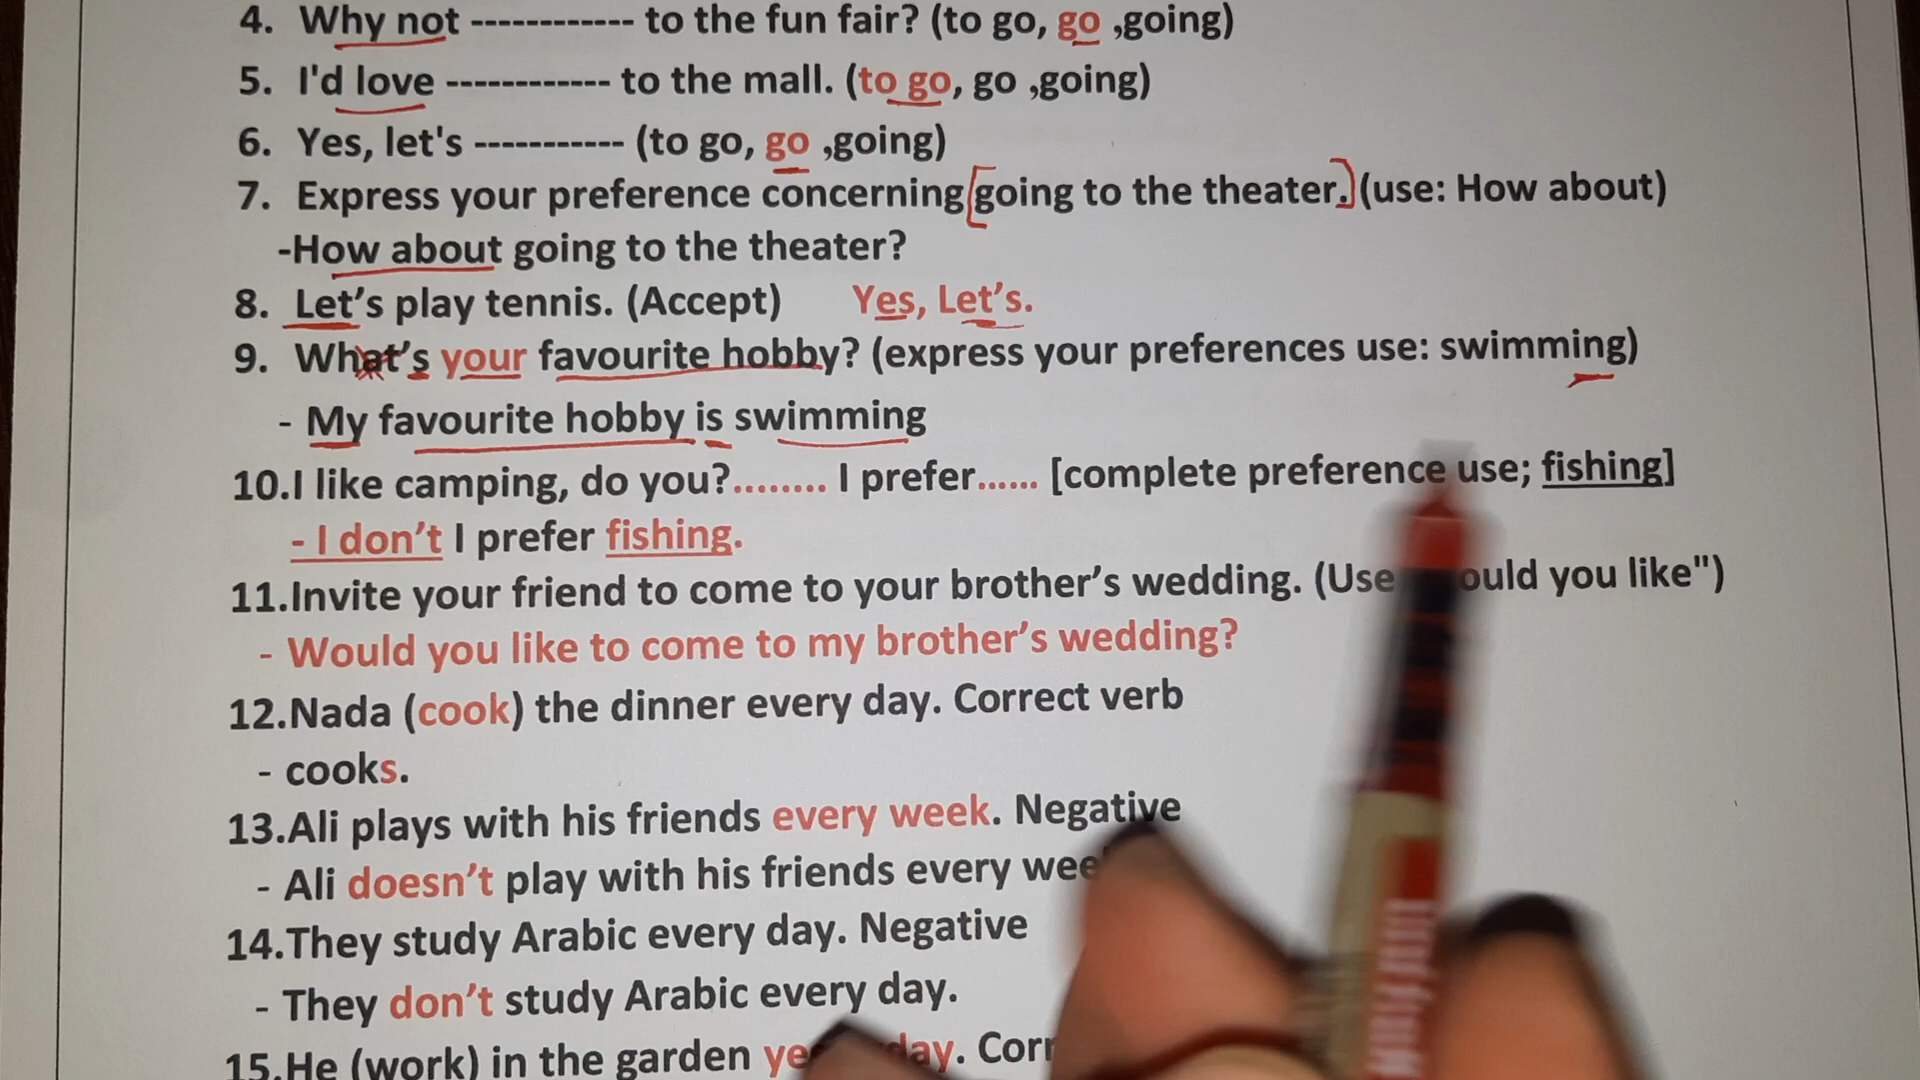 4. Why not ------------ to the fun fair? (to go, go ,going)
5. I'd love ------------ to the mall. (to go, go ,going)
6. Yes, let's ----------- (to go, go ,going)
7. Express your preference concerning [going to the theater.] (use: How about)
-How about going to the theater?
8. Let’s play tennis. (Accept) Yes, Let’s.
9. What’s your favourite hobby? (express your preferences use: swimming)
- My favourite hobby is swimming
10.I like camping, do you?........ I prefer...... [complete preference use; fishing]
- I don’t I prefer fishing.
11.Invite your friend to come to your brother’s wedding. (Use ould you like")
- Would you like to come to my brother’s wedding?
12.Nada (cook) the dinner every day. Correct verb
- cooks.
13.Ali plays with his friends every week. Negative
- Ali doesn’t play with his friends every wee
14.They study Arabic every day. Negative
- They don’t study Arabic every day.
15.He (work) in the garden